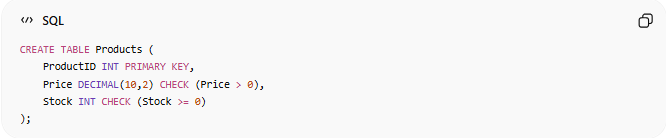 </> SQL
CREATE TABLE Products (
    ProductID INT PRIMARY KEY,
    Price DECIMAL(10,2) CHECK (Price > 0),
    Stock INT CHECK (Stock >= 0)
);